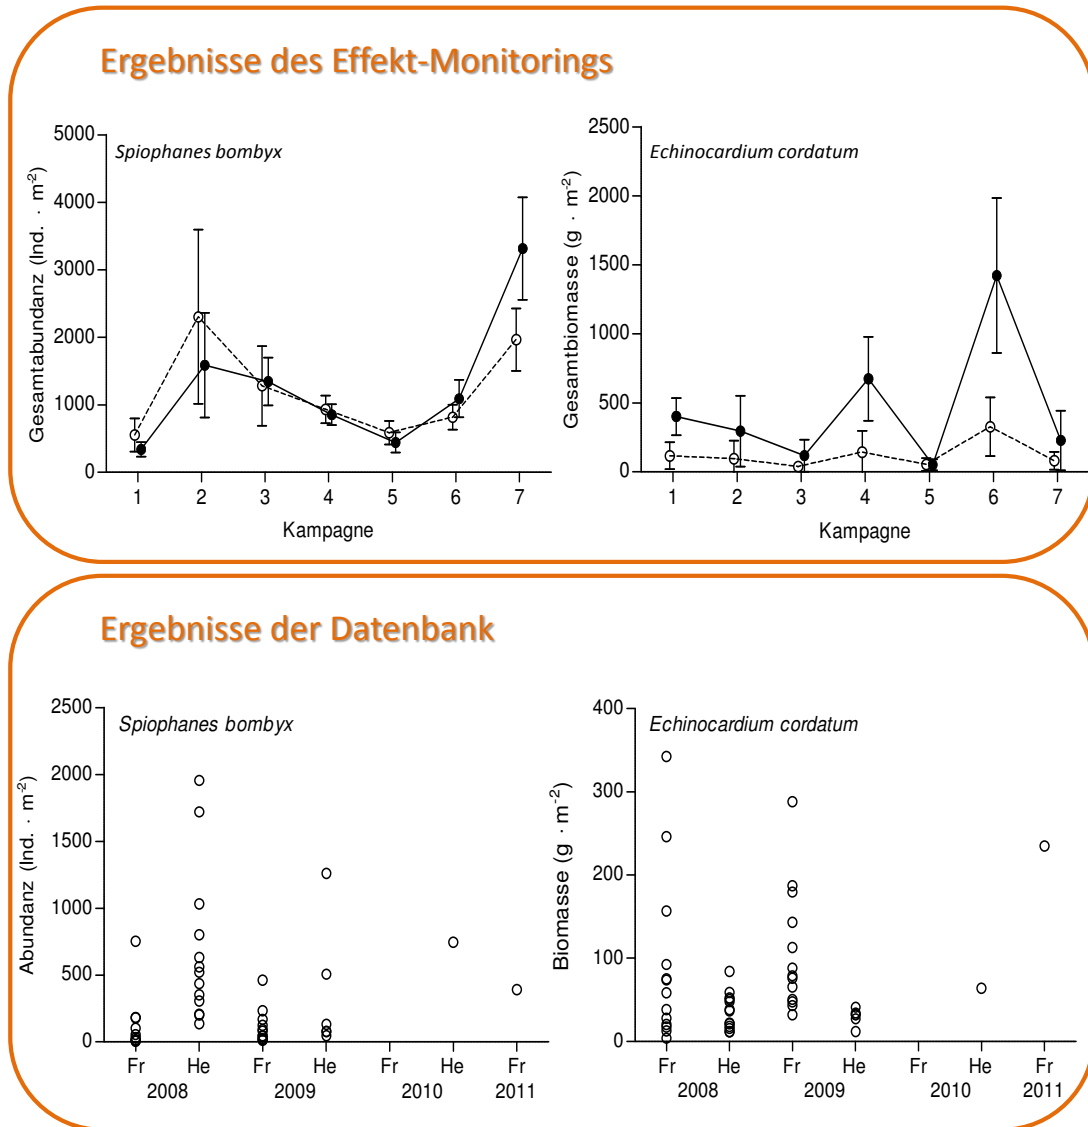 Ergebnisse des Effekt-Monitorings
Spiophanes bombyx
Gesamtabundanz (Ind. · m-2)
5000
4000
3000
2000
1000
0
1 2 3 4 5 6 7
Kampagne
Echinocardium cordatum
Gesamtbiomasse (g · m-2)
2500
2000
1500
1000
500
0
1 2 3 4 5 6 7
Kampagne
Ergebnisse der Datenbank
Spiophanes bombyx
Abundanz (Ind. · m-2)
2500
2000
1500
1000
500
0
Fr He Fr He Fr He Fr
2008 2009 2010 2011
Echinocardium cordatum
Biomasse (g · m-2)
400
300
200
100
0
Fr He Fr He Fr He Fr
2008 2009 2010 2011